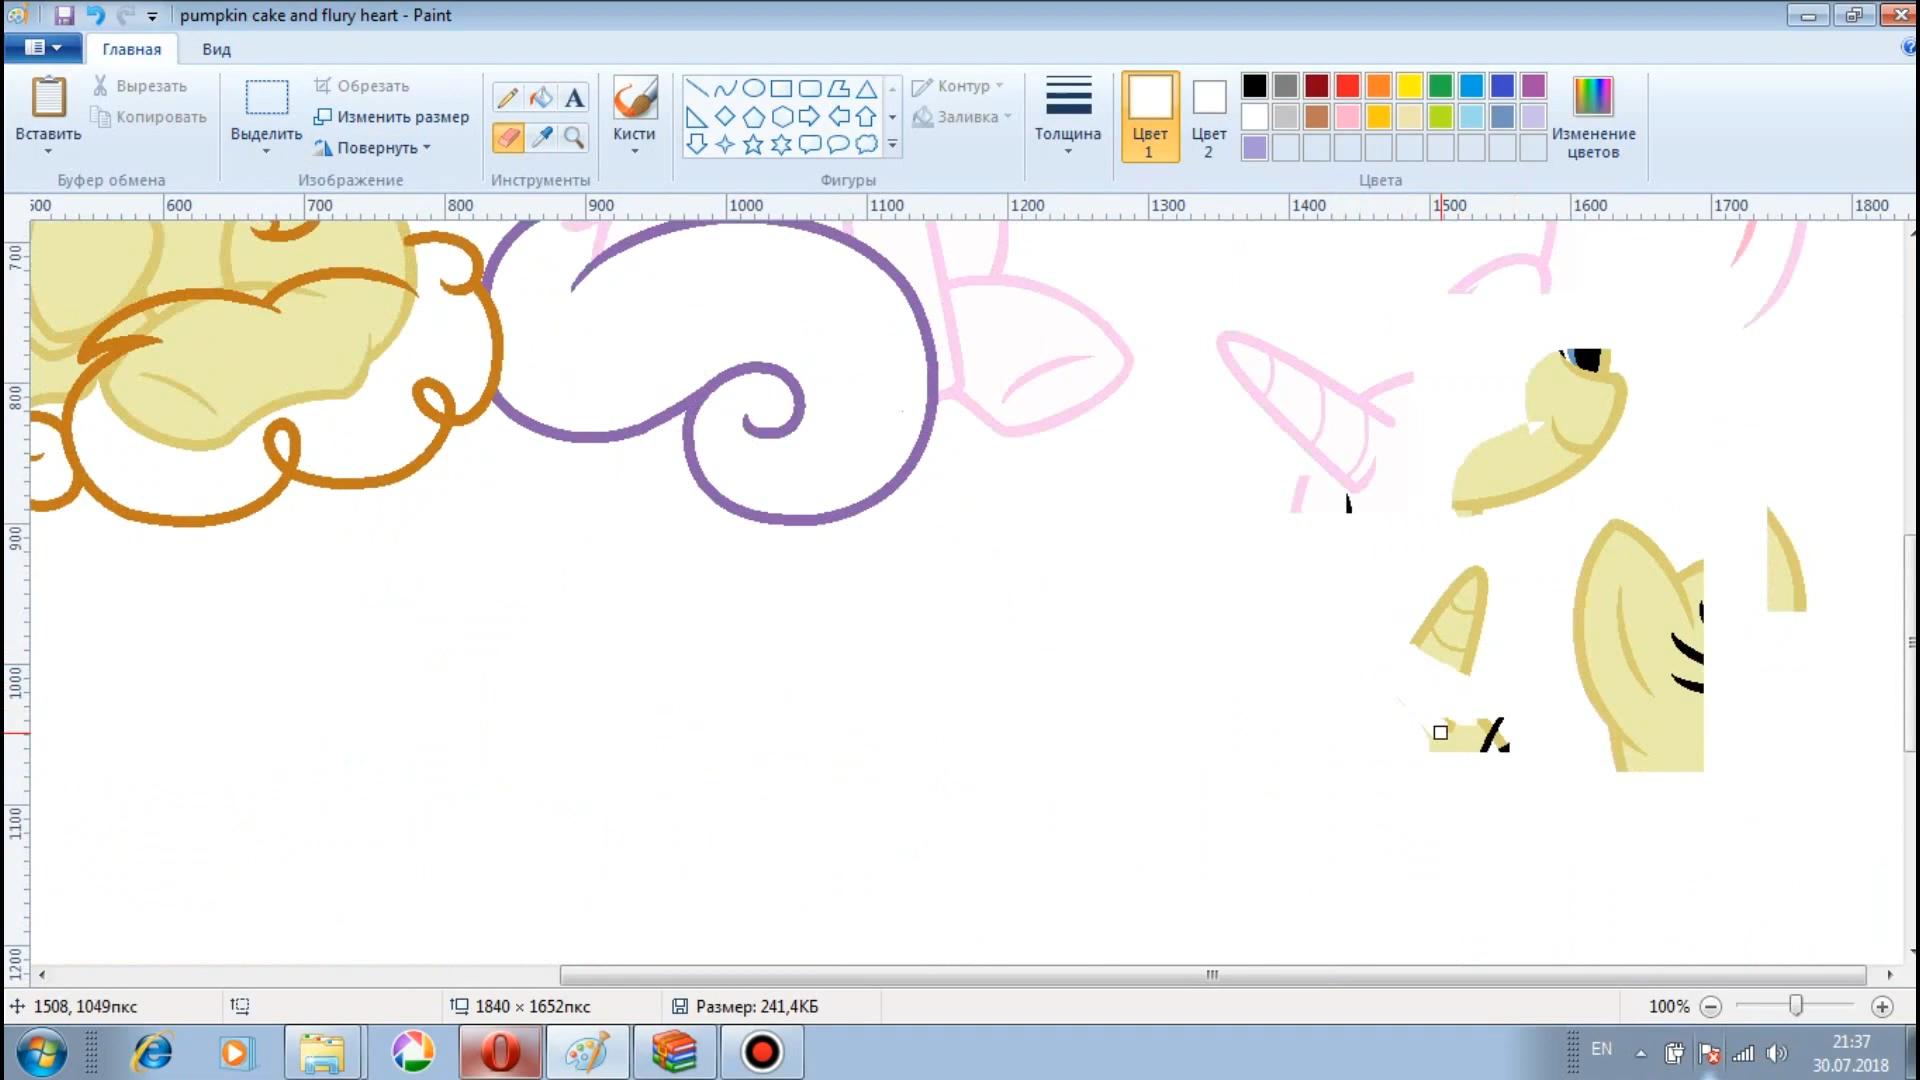 pumpkin cake and flury heart - Paint
Главная Вид
Вставить
Вырезать
Копировать
Буфер обмена
Выделить
Обрезать
Изменить размер
Повернуть
Изображение
A
Инструменты
Кисти
Фигуры
Контур
Заливка
Толщина
Цвет 1
Цвет 2
Изменение цветов
Цвета
500 600 700 800 900 1000 1100 1200 1300 1400 1500 1600 1700 1800
700
800
900
1000
1100
1200
1508, 1049пкс
1840 × 1652пкс
Размер: 241,4КБ
100%
EN
21:37
30.07.2018